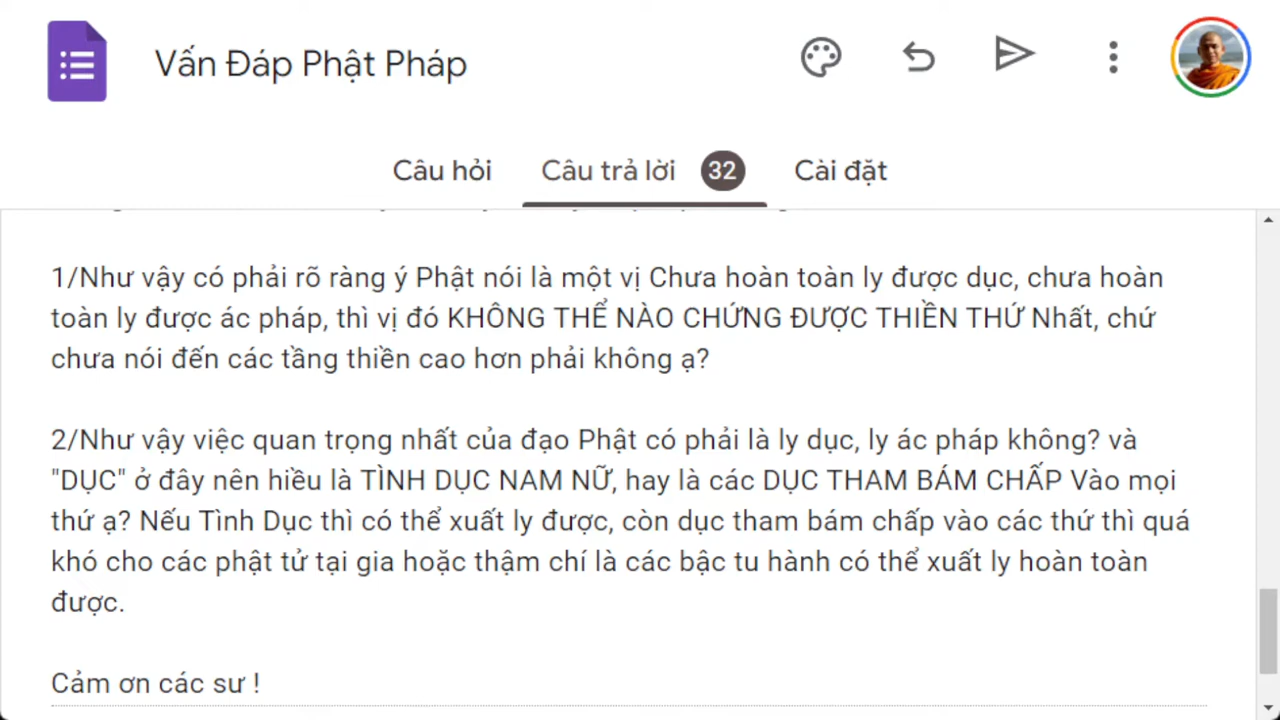 Vấn Đáp Phật Pháp
Câu hỏi
Câu trả lời
32
Cài đặt
1/Như vậy có phải rõ ràng ý Phật nói là một vị Chưa hoàn toàn ly được dục, chưa hoàn
toàn ly được ác pháp, thì vị đó KHÔNG THỂ NÀO CHỨNG ĐƯỢC THIỀN THỨ Nhất, chứ
chưa nói đến các tầng thiền cao hơn phải không ạ?
2/Như vậy việc quan trọng nhất của đạo Phật có phải là ly dục, ly ác pháp không? và
"DỤC" ở đây nên hiều là TÌNH DỤC NAM NỮ, hay là các DỤC THAM BÁM CHẤP Vào mọi
thứ ạ? Nếu Tình Dục thì có thể xuất ly được, còn dục tham bám chấp vào các thứ thì quá
khó cho các phật tử tại gia hoặc thậm chí là các bậc tu hành có thể xuất ly hoàn toàn
được.
Cảm ơn các sư !